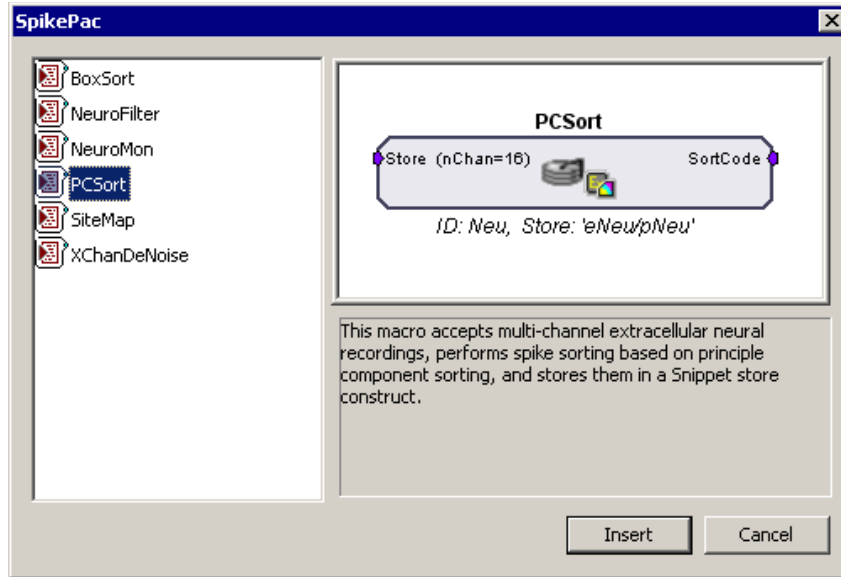 SpikePac
BoxSort
NeuroFilter
NeuroMon
PCSort
SiteMap
XChanDeNoise
PCSort
Store (nChan=16)
SortCode
ID: Neu, Store: 'eNeu/pNeu'
This macro accepts multi-channel extracellular neural
recordings, performs spike sorting based on principle
component sorting, and stores them in a Snippet store
construct.
Insert
Cancel